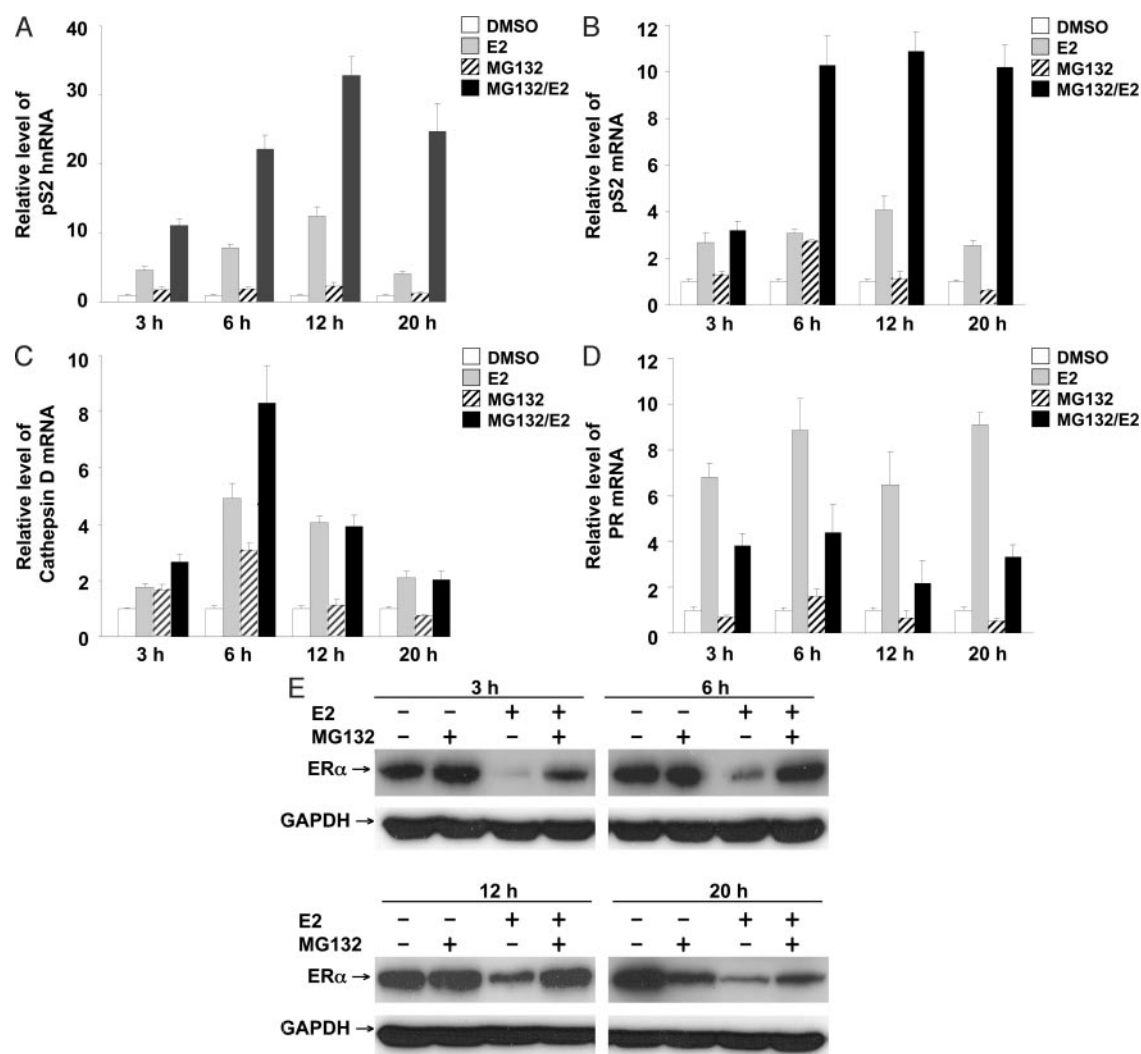 A
Relative level of
pS2 hnRNA
40
30
20
10
0
3 h 6 h 12 h 20 h
DMSO
E2
MG132
MG132/E2
B
Relative level of
pS2 mRNA
12
10
8
6
4
2
0
3 h 6 h 12 h 20 h
DMSO
E2
MG132
MG132/E2
C
Relative level of
Cathepsin D mRNA
10
8
6
4
2
0
3 h 6 h 12 h 20 h
DMSO
E2
MG132
MG132/E2
D
Relative level of
PR mRNA
12
10
8
6
4
2
0
3 h 6 h 12 h 20 h
DMSO
E2
MG132
MG132/E2
E
3 h 6 h
E2 − − + + − − + +
MG132 − + − + − + − +
ERα→
GAPDH→
12 h 20 h
E2 − − + + − − + +
MG132 − + − + − + − +
ERα→
GAPDH→